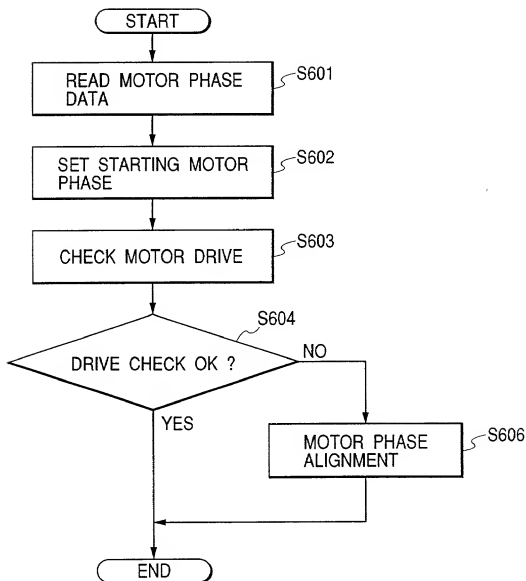 START
READ MOTOR PHASE
DATA
S601
SET STARTING MOTOR
PHASE
S602
CHECK MOTOR DRIVE
S603
S604
DRIVE CHECK OK ?
NO
YES
MOTOR PHASE
ALIGNMENT
S606
END